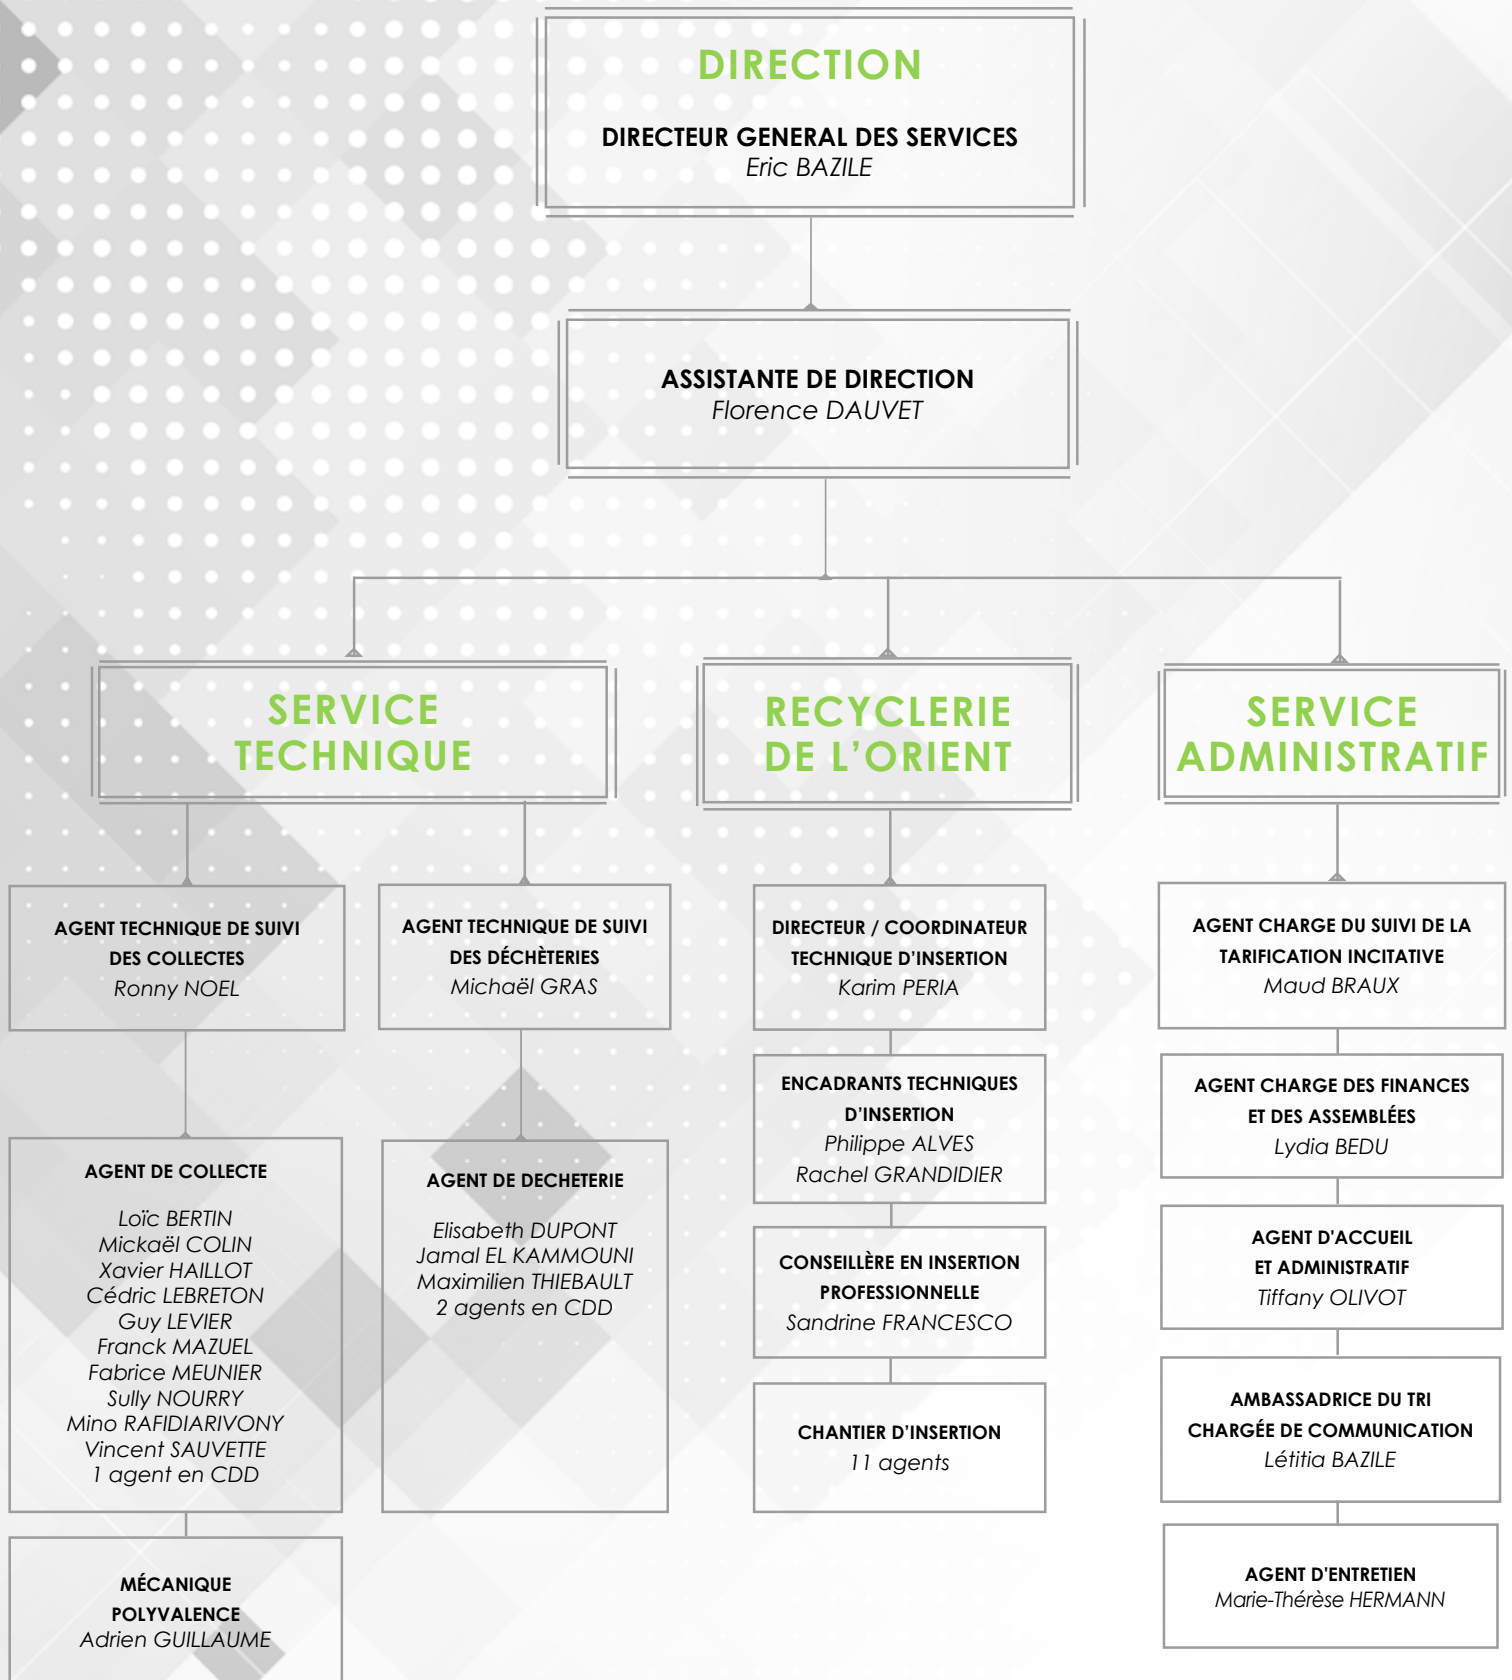 DIRECTION
DIRECTEUR GENERAL DES SERVICES
Eric BAZILE
ASSISTANTE DE DIRECTION
Florence DAUVET
SERVICE
TECHNIQUE
RECYCLERIE
DE L'ORIENT
SERVICE
ADMINISTRATIF
AGENT TECHNIQUE DE SUIVI
DES COLLECTES
Ronny NOEL
AGENT DE COLLECTE
Loïc BERTIN
Mickaël COLIN
Xavier HAILLOT
Cédric LEBRETON
Guy LEVIER
Franck MAZUEL
Fabrice MEUNIER
Sully NOURRY
Mino RAFIDIARIVONY
Vincent SAUVETTE
1 agent en CDD
MÉCANIQUE
POLYVALENCE
Adrien GUILLAUME
AGENT TECHNIQUE DE SUIVI
DES DÉCHÈTERIES
Michaël GRAS
AGENT DE DECHETERIE
Elisabeth DUPONT
Jamal EL KAMMOUNI
Maximilien THIEBAULT
2 agents en CDD
DIRECTEUR / COORDINATEUR
TECHNIQUE D'INSERTION
Karim PERIA
ENCADRANTS TECHNIQUES
D'INSERTION
Philippe ALVES
Rachel GRANDIDIER
CONSEILLÈRE EN INSERTION
PROFESSIONNELLE
Sandrine FRANCESCO
CHANTIER D'INSERTION
11 agents
AGENT CHARGE DU SUIVI DE LA
TARIFICATION INCITATIVE
Maud BRAUX
AGENT CHARGE DES FINANCES
ET DES ASSEMBLÉES
Lydia BEDU
AGENT D'ACCUEIL
ET ADMINISTRATIF
Tiffany OLIVOT
AMBASSADRICE DU TRI
CHARGÉE DE COMMUNICATION
Létitia BAZILE
AGENT D'ENTRETIEN
Marie-Thérèse HERMANN